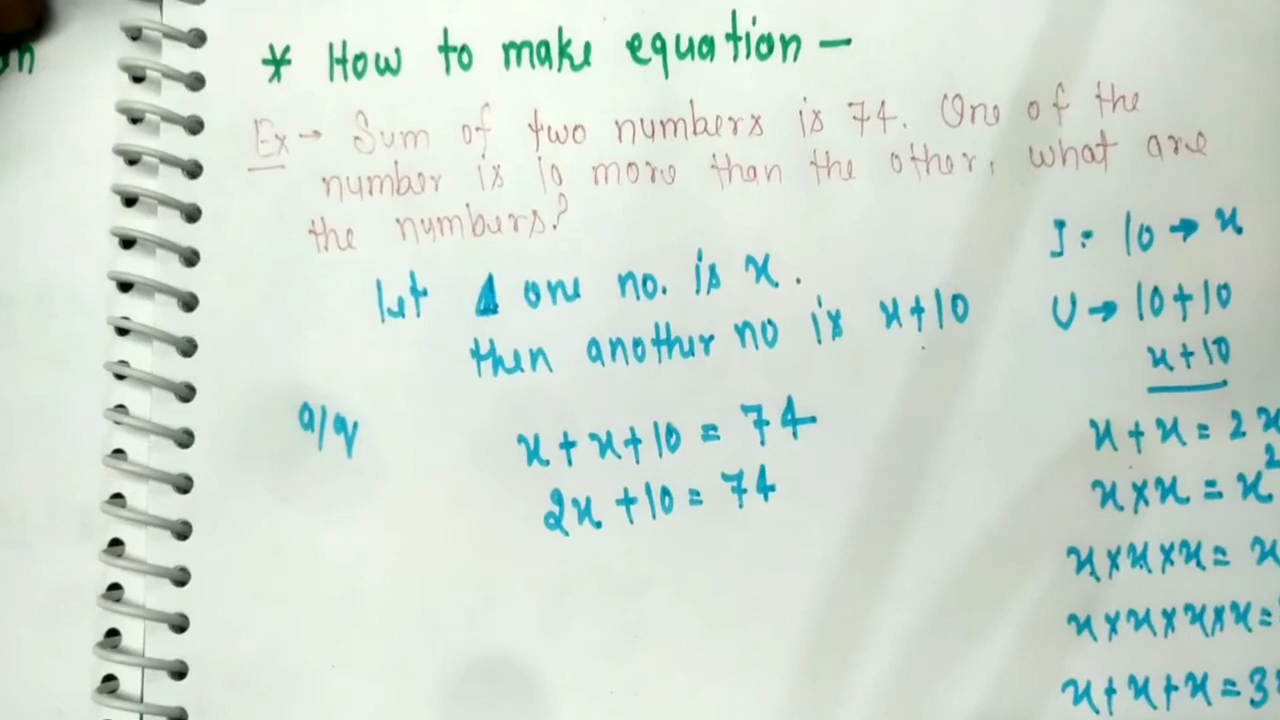 * How to make equation -
Ex → Sum of two numbers is 74. One of the
number is 10 more than the other, what are
the numbers?
let one no. is x.
then another no is x+10
a/q
x + x + 10 = 74
2x + 10 = 74
J = 10 → x
U → 10+10
x+10
x + x = 2x
x × x = x²
x × x × x = x
x × x × x × x =
x + x + x = 3